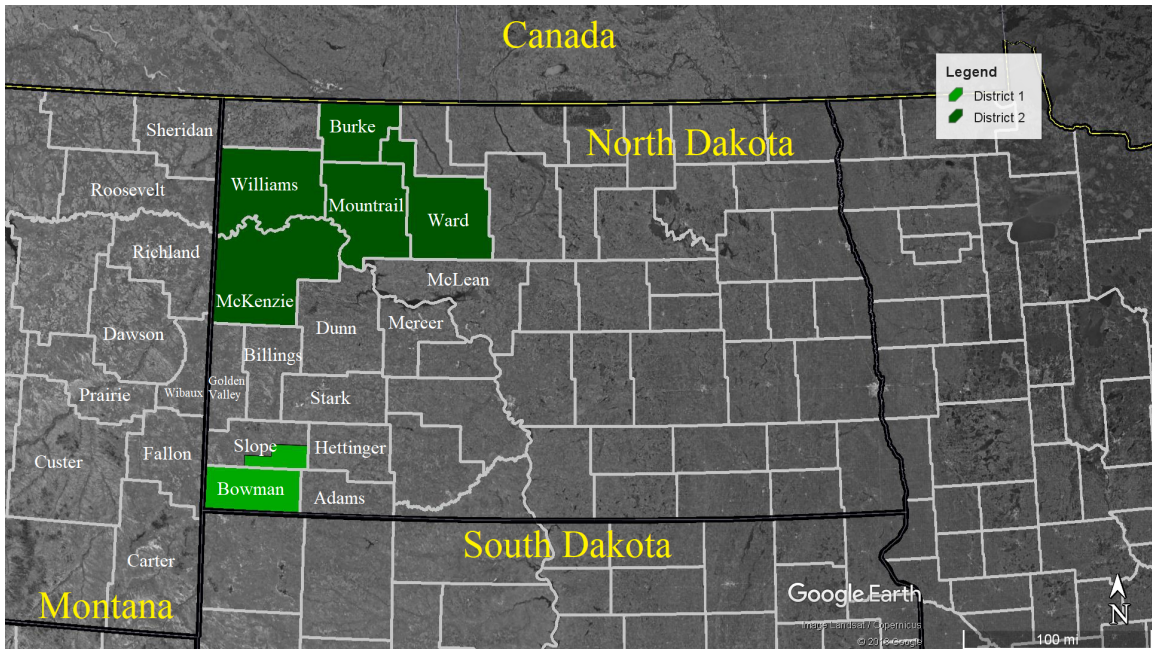 Canada
Legend
District 1
District 2
North Dakota
Sheridan
Burke
Roosevelt
Williams
Mountrail
Ward
Richland
McKenzie
McLean
Dawson
Dunn
Mercer
Billings
Prairie
Wibaux
Golden
Valley
Stark
Custer
Fallon
Slope
Hettinger
Bowman
Adams
South Dakota
Carter
Montana
Google Earth
Image Landsat / Copernicus
© 2018 Google
N
100 mi